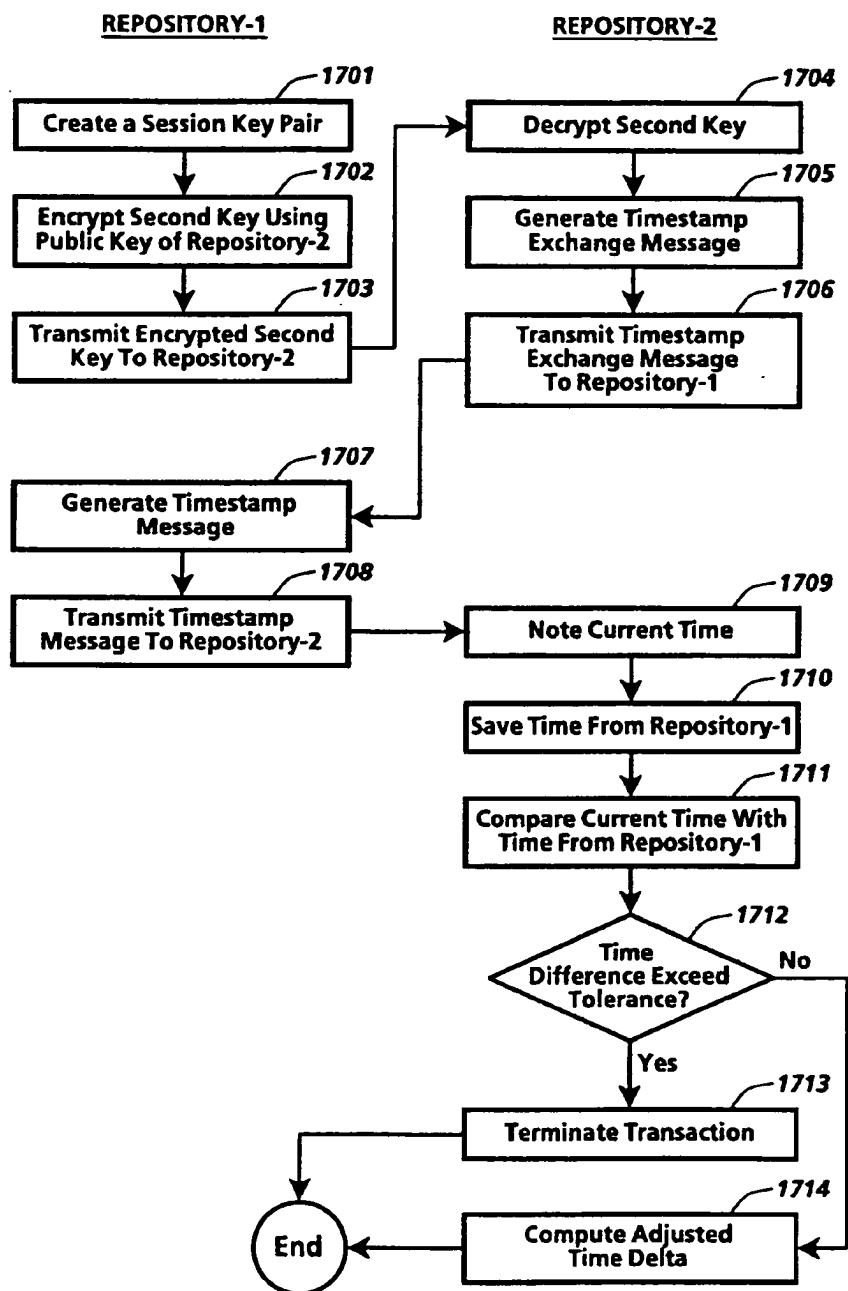 REPOSITORY-1
REPOSITORY-2
1701
Create a Session Key Pair
1702
Encrypt Second Key Using
Public Key of Repository-2
1703
Transmit Encrypted Second
Key To Repository-2
1704
Decrypt Second Key
1705
Generate Timestamp
Exchange Message
1706
Transmit Timestamp
Exchange Message
To Repository-1
1707
Generate Timestamp
Message
1708
Transmit Timestamp
Message To Repository-2
1709
Note Current Time
1710
Save Time From Repository-1
1711
Compare Current Time With
Time From Repository-1
1712
Time
Difference Exceed
Tolerance?
No
Yes
1713
Terminate Transaction
1714
Compute Adjusted
Time Delta
End